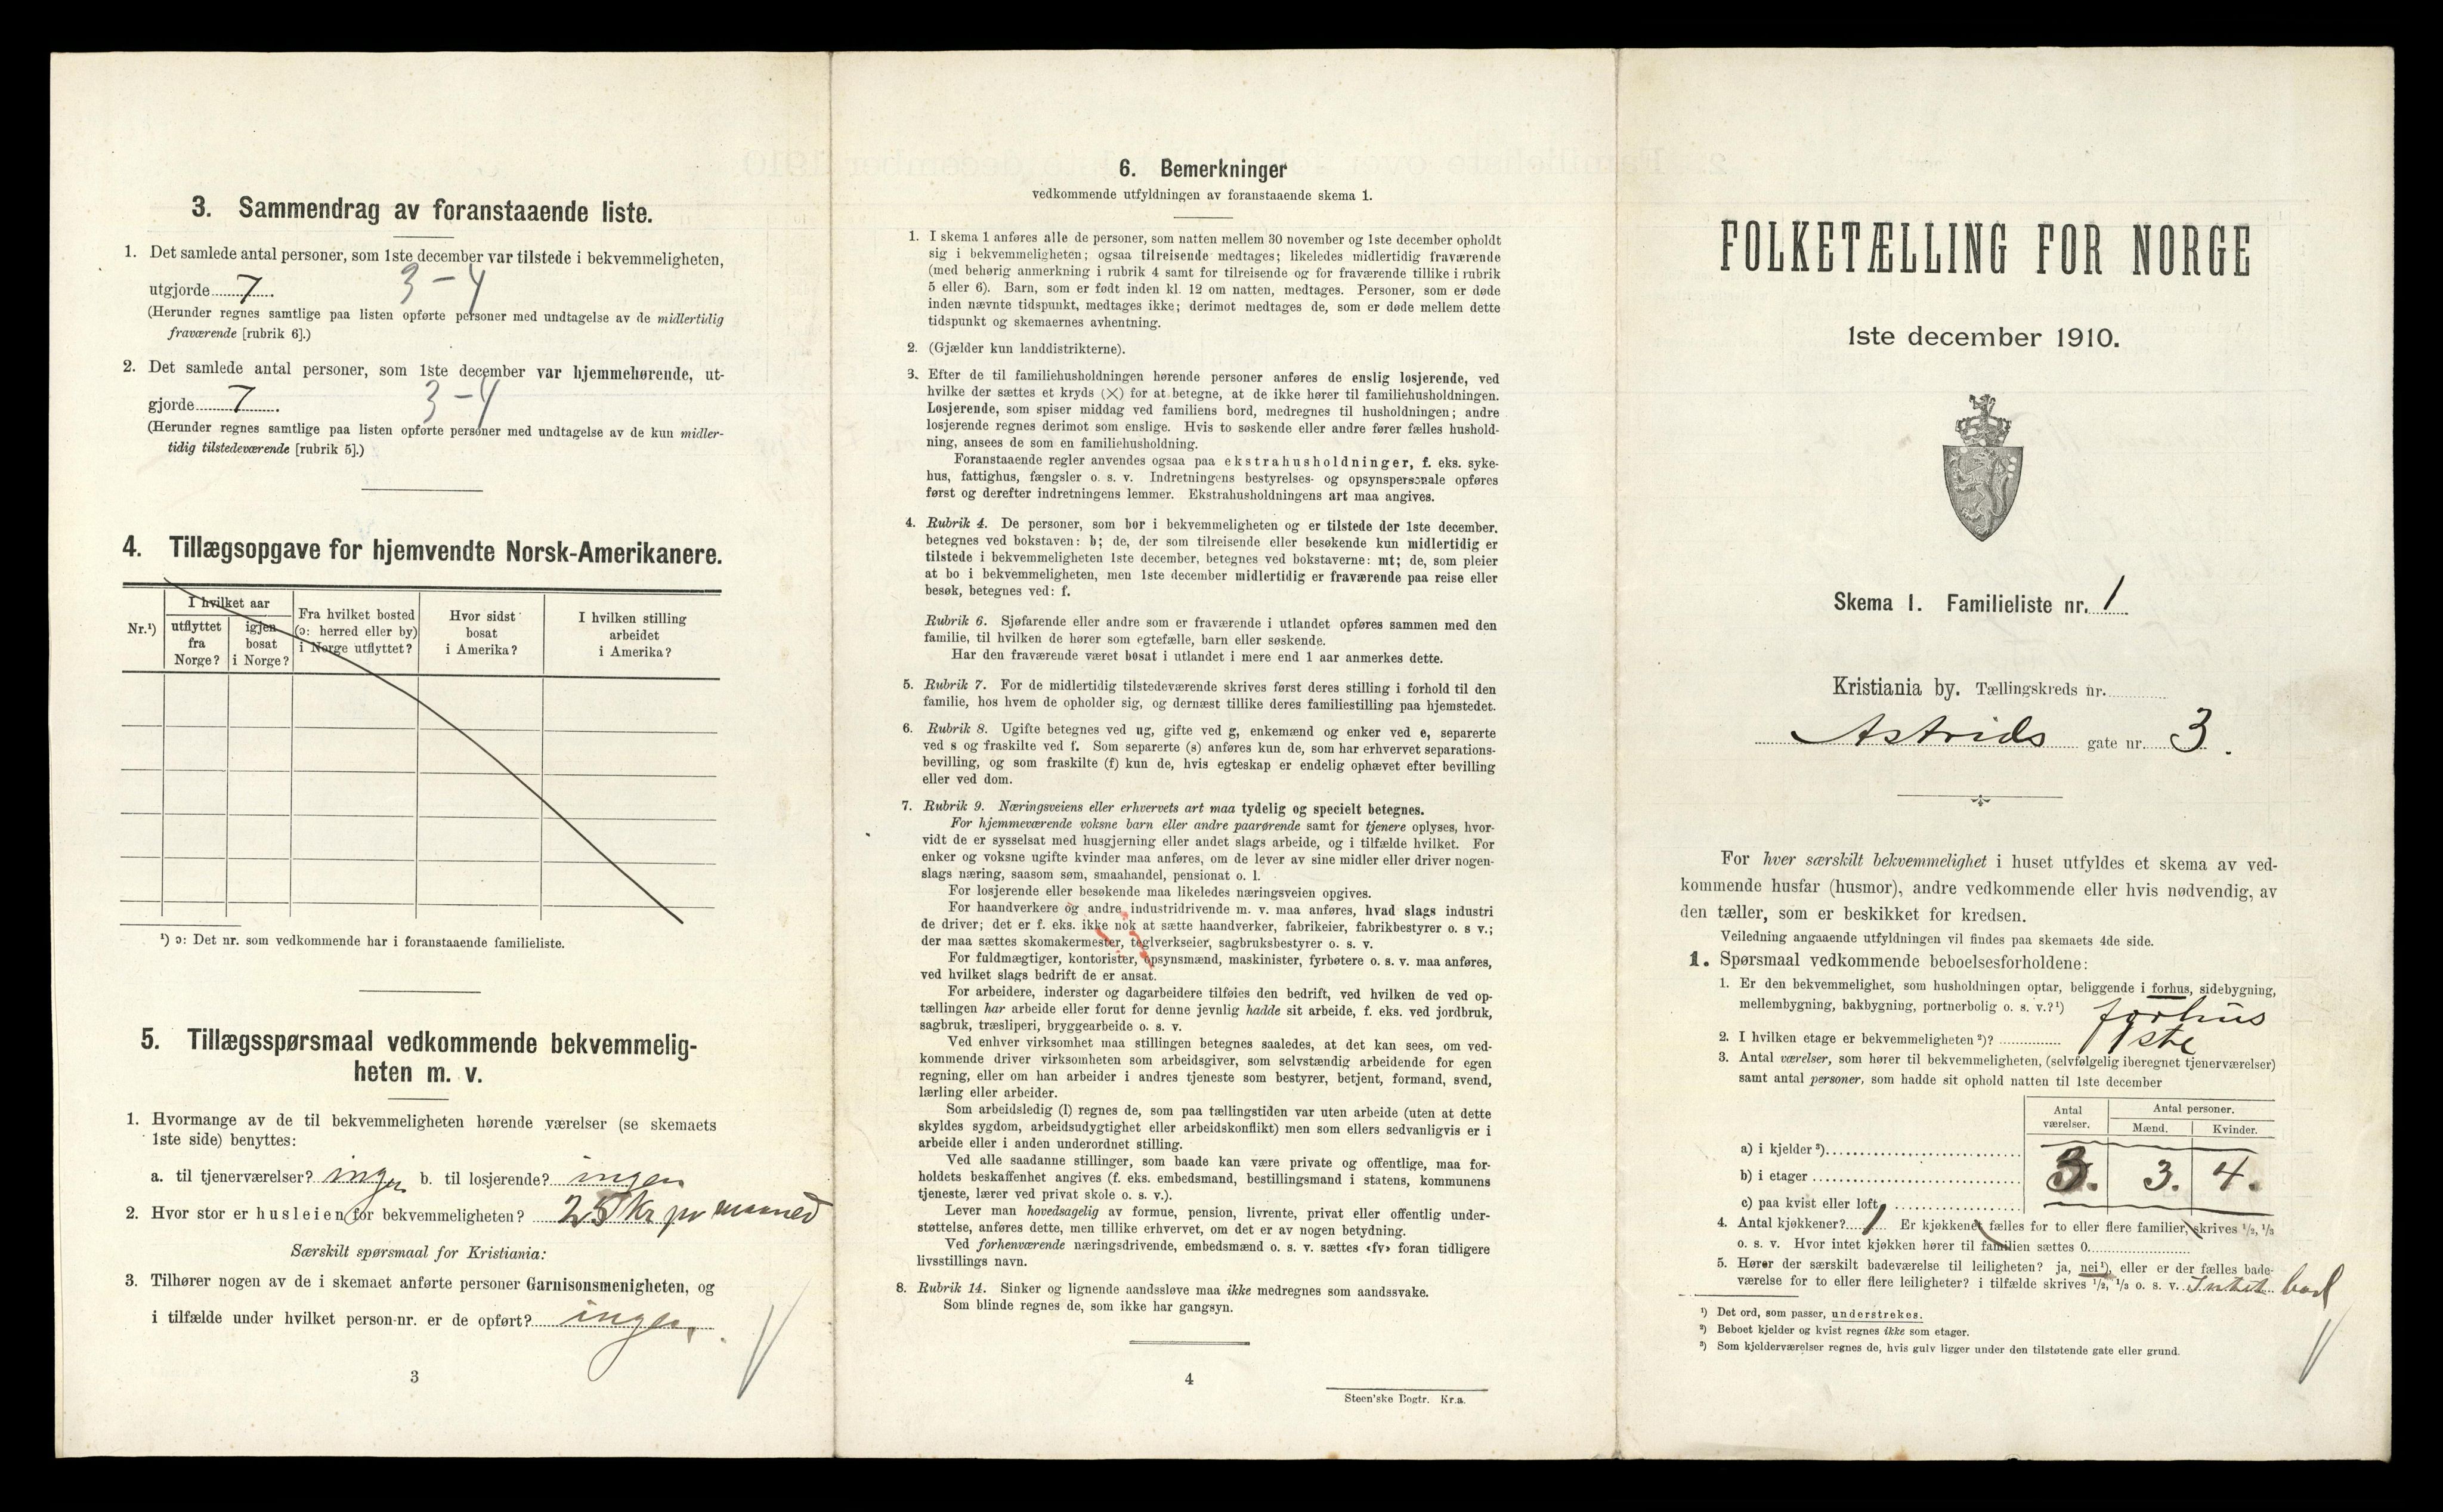 3. Sammendrag av foranstaaende liste.
1. Det samlede antal personer, som 1ste december var tilstede i bekvemmeligheten,
utgjorde 7. 3-4
(Herunder regnes samtlige paa listen opførte personer med undtagelse av de midlertidig
fraværende [rubrik 6].)
2. Det samlede antal personer, som 1ste december var hjemmehørende, ut-
gjorde 7. 3-4
(Herunder regnes samtlige paa listen opførte personer med undtagelse av de kun midler-
tidig tilstedeværende [rubrik 5].)
4. Tillægsopgave for hjemvendte Norsk-Amerikanere.
Nr.¹)
I hvilket aar
utflyttet
fra
Norge?
igjen
bosat
i Norge?
Fra hvilket bosted
(ɔ: herred eller by)
i Norge utflyttet?
Hvor sidst
bosat
i Amerika?
I hvilken stilling
arbeidet
i Amerika?
¹) ɔ: Det nr. som vedkommende har i foranstaaende familieliste.
5. Tillægsspørsmaal vedkommende bekvemmelig-
heten m. v.
1. Hvormange av de til bekvemmeligheten hørende værelser (se skemaets
1ste side) benyttes:
a. til tjenerværelser? ingen b. til losjerende? ingen
2. Hvor stor er husleien for bekvemmeligheten? 25 Kr pr maaned
Særskilt spørsmaal for Kristiania:
3. Tilhører nogen av de i skemaet anførte personer Garnisonsmenigheten, og
i tilfælde under hvilket person-nr. er de opført? ingen.
3
6. Bemerkninger
vedkommende utfyldningen av foranstaaende skema 1.
1. I skema 1 anføres alle de personer, som natten mellem 30 november og 1ste december opholdt
sig i bekvemmeligheten; ogsaa tilreisende medtages; likeledes midlertidig fraværende
(med behørig anmerkning i rubrik 4 samt for tilreisende og for fraværende tillike i rubrik
5 eller 6). Barn, som er født inden kl. 12 om natten, medtages. Personer, som er døde
inden nævnte tidspunkt, medtages ikke; derimot medtages de, som er døde mellem dette
tidspunkt og skemaernes avhentning.
2. (Gjælder kun landdistrikterne).
3. Efter de til familiehusholdningen hørende personer anføres de enslig losjerende, ved
hvilke der sættes et kryds (×) for at betegne, at de ikke hører til familiehusholdningen.
Losjerende, som spiser middag ved familiens bord, medregnes til husholdningen; andre
losjerende regnes derimot som enslige. Hvis to søskende eller andre fører fælles hushold-
ning, ansees de som en familiehusholdning.
Foranstaaende regler anvendes ogsaa paa ekstrahusholdninger, f. eks. syke-
hus, fattighus, fængsler o. s. v. Indretningens bestyrelses- og opsynspersonale opføres
først og derefter indretningens lemmer. Ekstrahusholdningens art maa angives.
4. Rubrik 4. De personer, som bor i bekvemmeligheten og er tilstede der 1ste december,
betegnes ved bokstaven: b; de, der som tilreisende eller besøkende kun midlertidig er
tilstede i bekvemmeligheten 1ste december, betegnes ved bokstaverne: mt; de, som pleier
at bo i bekvemmeligheten, men 1ste december midlertidig er fraværende paa reise eller
besøk, betegnes ved: f.
Rubrik 6. Sjøfarende eller andre som er fraværende i utlandet opføres sammen med den
familie, til hvilken de hører som egtefælle, barn eller søskende.
Har den fraværende været bosat i utlandet i mere end 1 aar anmerkes dette.
5. Rubrik 7. For de midlertidig tilstedeværende skrives først deres stilling i forhold til den
familie, hos hvem de opholder sig, og dernæst tillike deres familiestilling paa hjemstedet.
6. Rubrik 8. Ugifte betegnes ved ug, gifte ved g, enkemænd og enker ved e, separerte
ved s og fraskilte ved f. Som separerte (s) anføres kun de, som har erhvervet separations-
bevilling, og som fraskilte (f) kun de, hvis egteskap er endelig ophævet efter bevilling
eller ved dom.
7. Rubrik 9. Næringsveiens eller erhvervets art maa tydelig og specielt betegnes.
For hjemmeværende voksne barn eller andre paarørende samt for tjenere oplyses, hvor-
vidt de er sysselsat med husgjerning eller andet slags arbeide, og i tilfælde hvilket. For
enker og voksne ugifte kvinder maa anføres, om de lever av sine midler eller driver nogen-
slags næring, saasom søm, smaahandel, pensionat o. l.
For losjerende eller besøkende maa likeledes næringsveien opgives.
For haandverkere og andre industridrivende m. v. maa anføres, hvad slags industri
de driver; det er f. eks. ikke nok at sætte haandverker, fabrikeier, fabrikbestyrer o. s v.;
der maa sættes skomakermester, teglverkseier, sagbruksbestyrer o. s. v.
For fuldmægtiger, kontorister, opsynsmænd, maskinister, fyrbøtere o. s. v. maa anføres,
ved hvilket slags bedrift de er ansat.
For arbeidere, inderster og dagarbeidere tilføies den bedrift, ved hvilken de ved op-
tællingen har arbeide eller forut for denne jevnlig hadde sit arbeide, f. eks. ved jordbruk,
sagbruk, træsliperi, bryggearbeide o. s. v.
Ved enhver virksomhet maa stillingen betegnes saaledes, at det kan sees, om ved-
kommende driver virksomheten som arbeidsgiver, som selvstændig arbeidende for egen
regning, eller om han arbeider i andres tjeneste som bestyrer, betjent, formand, svend,
lærling eller arbeider.
Som arbeidsledig (l) regnes de, som paa tællingstiden var uten arbeide (uten at dette
skyldes sygdom, arbeidsudygtighet eller arbeidskonflikt) men som ellers sedvanligvis er i
arbeide eller i anden underordnet stilling.
Ved alle saadanne stillinger, som baade kan være private og offentlige, maa for-
holdets beskaffenhet angives (f. eks. embedsmand, bestillingsmand i statens, kommunens
tjeneste, lærer ved privat skole o. s. v.).
Lever man hovedsagelig av formue, pension, livrente, privat eller offentlig under-
støttelse, anføres dette, men tillike erhvervet, om det er av nogen betydning.
Ved forhenværende næringsdrivende, embedsmænd o. s. v. sættes «fv» foran tidligere
livsstillings navn.
8. Rubrik 14. Sinker og lignende aandssløve maa ikke medregnes som aandssvake.
Som blinde regnes de, som ikke har gangsyn.
4
Steen'ske Bogtr. Kr.a.
FOLKETÆLLING FOR NORGE
1ste december 1910.
Skema 1. Familieliste nr. 1.
Kristiania by. Tællingskreds nr.
Astrids gate nr. 3.
For hver særskilt bekvemmelighet i huset utfyldes et skema av ved-
kommende husfar (husmor), andre vedkommende eller hvis nødvendig, av
den tæller, som er beskikket for kredsen.
Veiledning angaaende utfyldningen vil findes paa skemaets 4de side.
1. Spørsmaal vedkommende beboelsesforholdene:
1. Er den bekvemmelighet, som husholdningen optar, beliggende i forhus, sidebygning,
mellembygning, bakbygning, portnerbolig o. s. v.?¹) forhus
2. I hvilken etage er bekvemmeligheten²)? 1ste
3. Antal værelser, som hører til bekvemmeligheten, (selvfølgelig iberegnet tjenerværelser)
samt antal personer, som hadde sit ophold natten til 1ste december
Antal
værelser.
Antal personer.
Mænd. Kvinder.
a) i kjelder³)
b) i etager 3. 3. 4.
c) paa kvist eller loft
4. Antal kjøkkener? 1 Er kjøkkenet fælles for to eller flere familier, skrives ¹/₂, ¹/₃
o. s. v. Hvor intet kjøkken hører til familien sættes 0.
5. Hører der særskilt badeværelse til leiligheten? ja, nei¹), eller er der fælles bade-
værelse for to eller flere leiligheter? i tilfælde skrives ¹/₂, ¹/₃ o. s. v. Intet bad
¹) Det ord, som passer, understrekes.
²) Beboet kjelder og kvist regnes ikke som etager.
³) Som kjelderværelser regnes de, hvis gulv ligger under den tilstøtende gate eller grund.